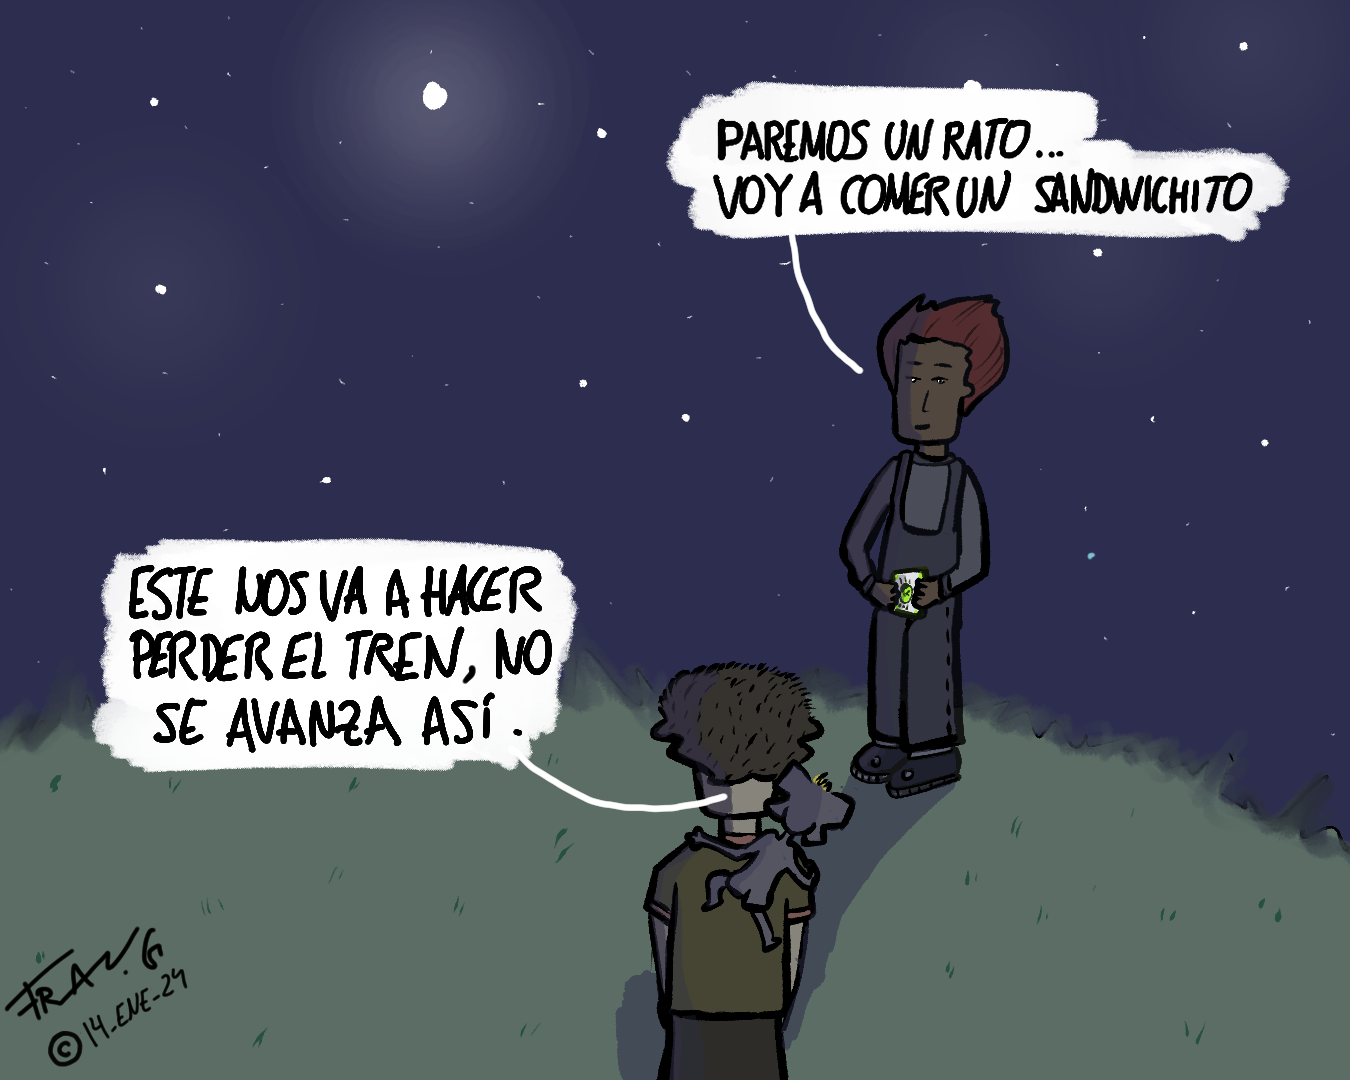 PAREMOS UN RATO...
VOY A COMER UN SANDWICHITO
ESTE NOS VA A HACER
PERDER EL TREN, NO
SE AVANZA ASÍ.
FRAN.G
© 14-ENE-24